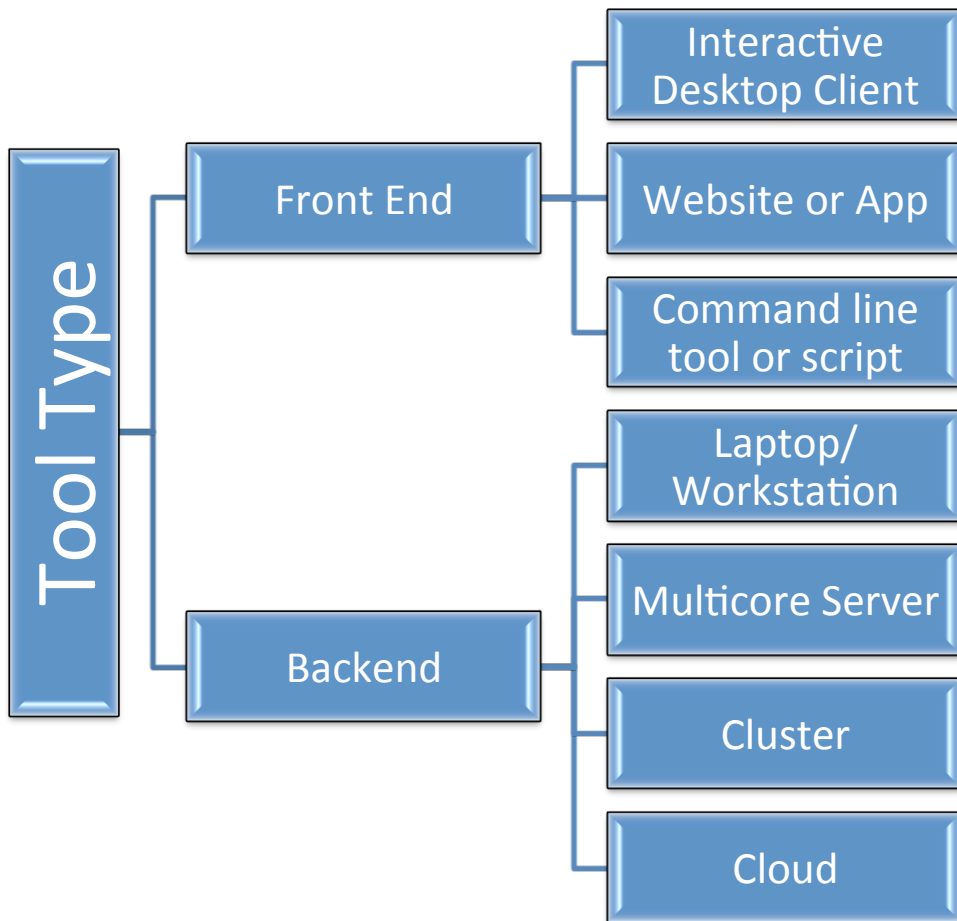 Tool Type
Front End
Interactive
Desktop Client
Website or App
Command line
tool or script
Backend
Laptop/
Workstation
Multicore Server
Cluster
Cloud